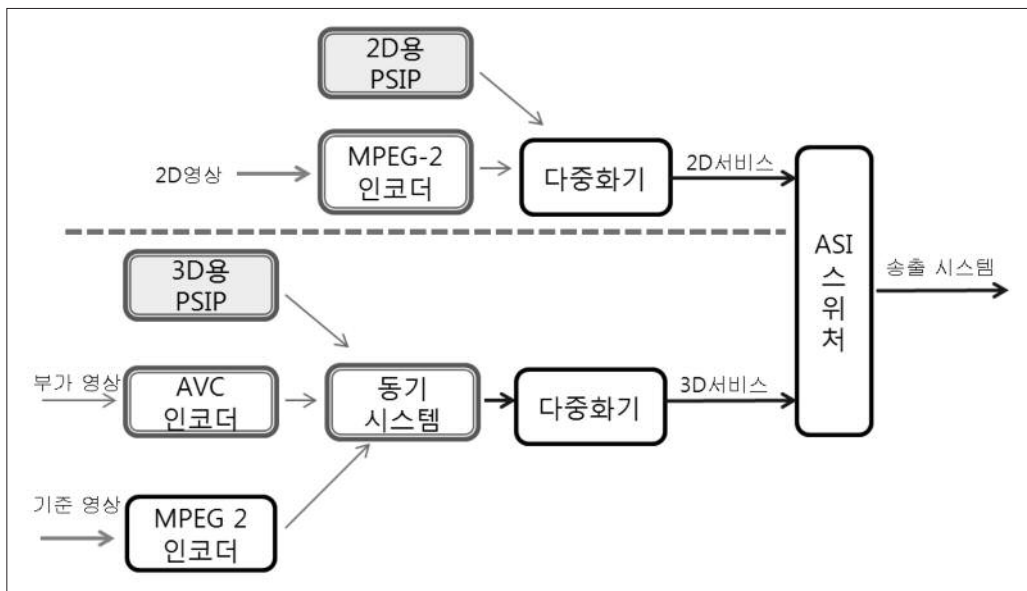 2D용
PSIP
2D영상
MPEG-2
인코더
다중화기
2D서비스
3D용
PSIP
ASI
스
위
처
송출 시스템
부가 영상
AVC
인코더
동기
시스템
다중화기
3D서비스
기준 영상
MPEG 2
인코더